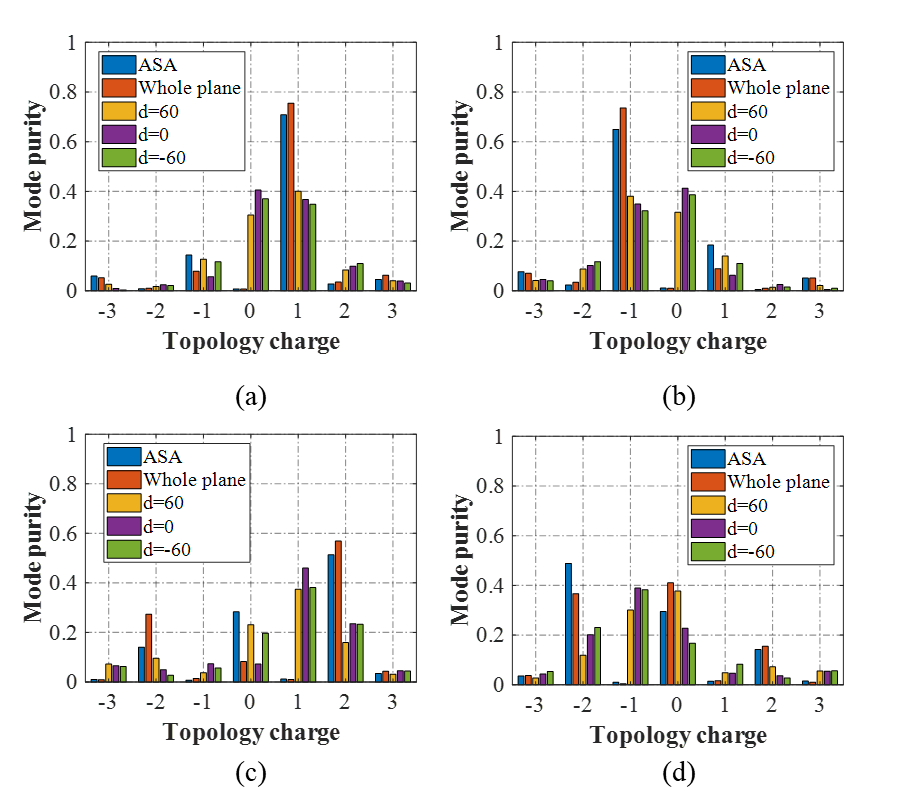 1
0.8
0.6
0.4
0.2
0
Mode purity
ASA
Whole plane
d=60
d=0
d=-60
-3 -2 -1 0 1 2 3
Topology charge
(a)
1
0.8
0.6
0.4
0.2
0
Mode purity
ASA
Whole plane
d=60
d=0
d=-60
-3 -2 -1 0 1 2 3
Topology charge
(b)
1
0.8
0.6
0.4
0.2
0
Mode purity
ASA
Whole plane
d=60
d=0
d=-60
-3 -2 -1 0 1 2 3
Topology charge
(c)
1
0.8
0.6
0.4
0.2
0
Mode purity
ASA
Whole plane
d=60
d=0
d=-60
-3 -2 -1 0 1 2 3
Topology charge
(d)